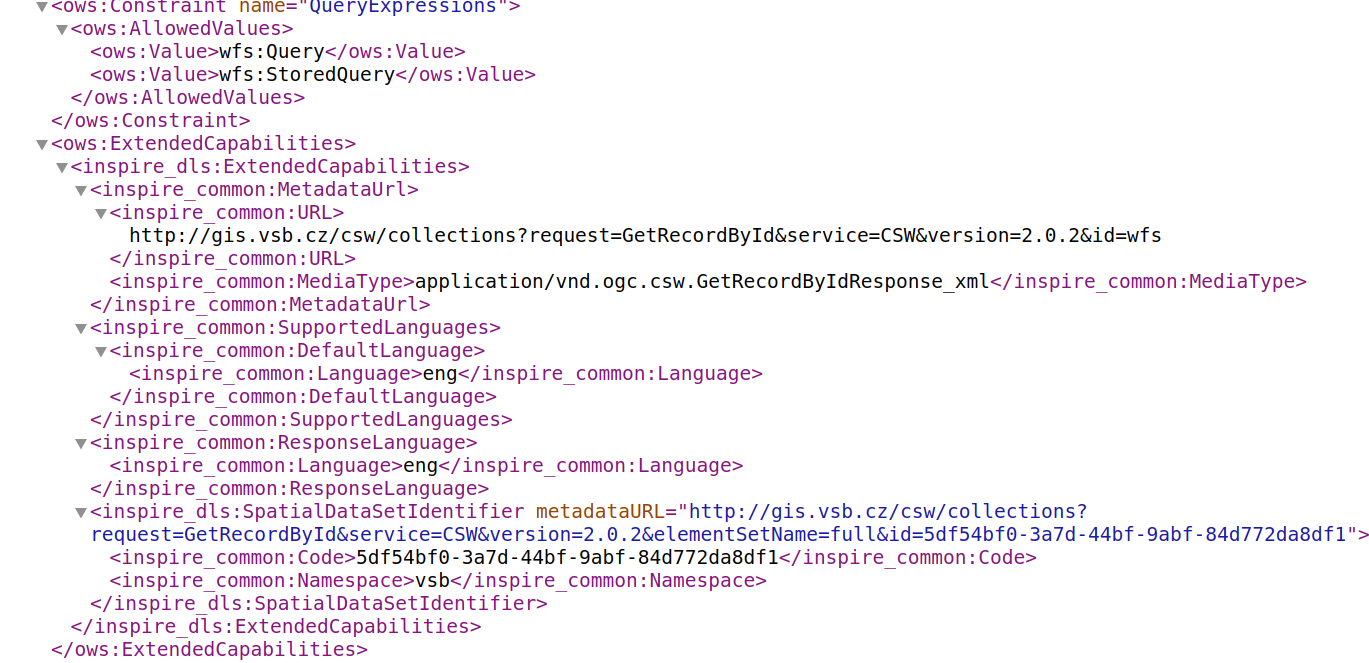 ▼<ows:Constraint name="QueryExpressions">
▼<ows:AllowedValues>
<ows:Value>wfs:Query</ows:Value>
<ows:Value>wfs:StoredQuery</ows:Value>
</ows:AllowedValues>
</ows:Constraint>
▼<ows:ExtendedCapabilities>
▼<inspire_dls:ExtendedCapabilities>
▼<inspire_common:MetadataUrl>
▼<inspire_common:URL>
http://gis.vsb.cz/csw/collections?request=GetRecordById&service=CSW&version=2.0.2&id=wfs
</inspire_common:URL>
<inspire_common:MediaType>application/vnd.ogc.csw.GetRecordByIdResponse_xml</inspire_common:MediaType>
</inspire_common:MetadataUrl>
▼<inspire_common:SupportedLanguages>
▼<inspire_common:DefaultLanguage>
<inspire_common:Language>eng</inspire_common:Language>
</inspire_common:DefaultLanguage>
</inspire_common:SupportedLanguages>
▼<inspire_common:ResponseLanguage>
<inspire_common:Language>eng</inspire_common:Language>
</inspire_common:ResponseLanguage>
▼<inspire_dls:SpatialDataSetIdentifier metadataURL="http://gis.vsb.cz/csw/collections?
request=GetRecordById&service=CSW&version=2.0.2&elementSetName=full&id=5df54bf0-3a7d-44bf-9abf-84d772da8df1">
<inspire_common:Code>5df54bf0-3a7d-44bf-9abf-84d772da8df1</inspire_common:Code>
<inspire_common:Namespace>vsb</inspire_common:Namespace>
</inspire_dls:SpatialDataSetIdentifier>
</inspire_dls:ExtendedCapabilities>
</ows:ExtendedCapabilities>